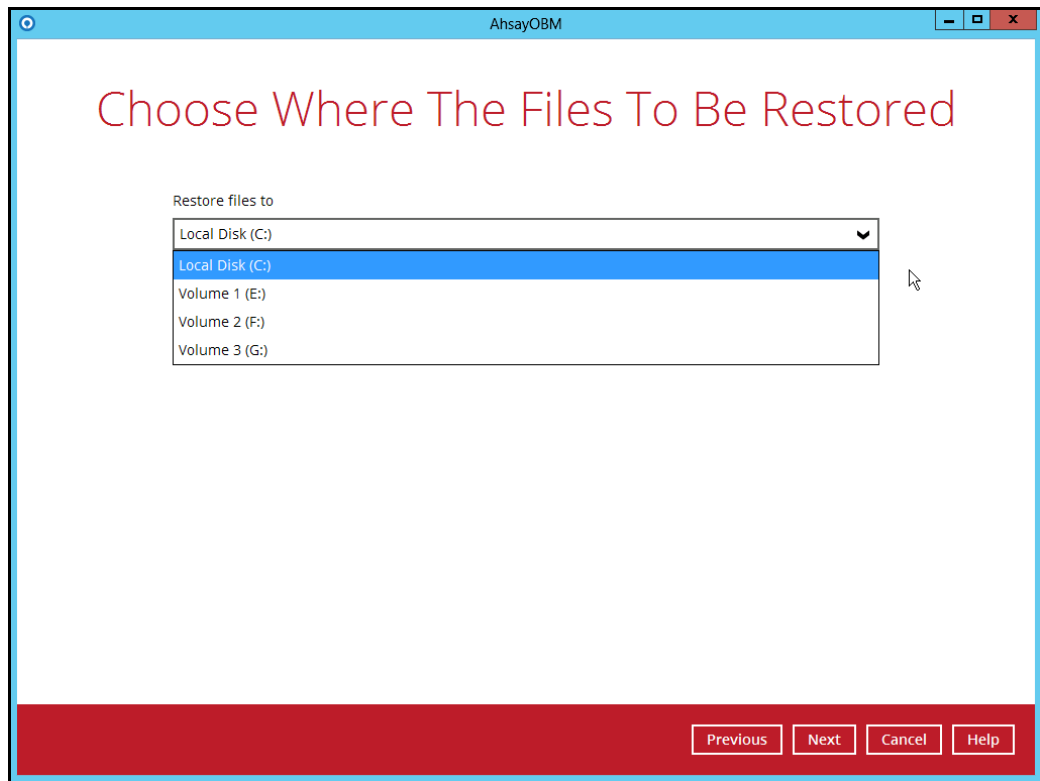 AhsayOBM
Choose Where The Files To Be Restored
Restore files to
Local Disk (C:)
Local Disk (C:)
Volume 1 (E:)
Volume 2 (F:)
Volume 3 (G:)
Previous Next Cancel Help